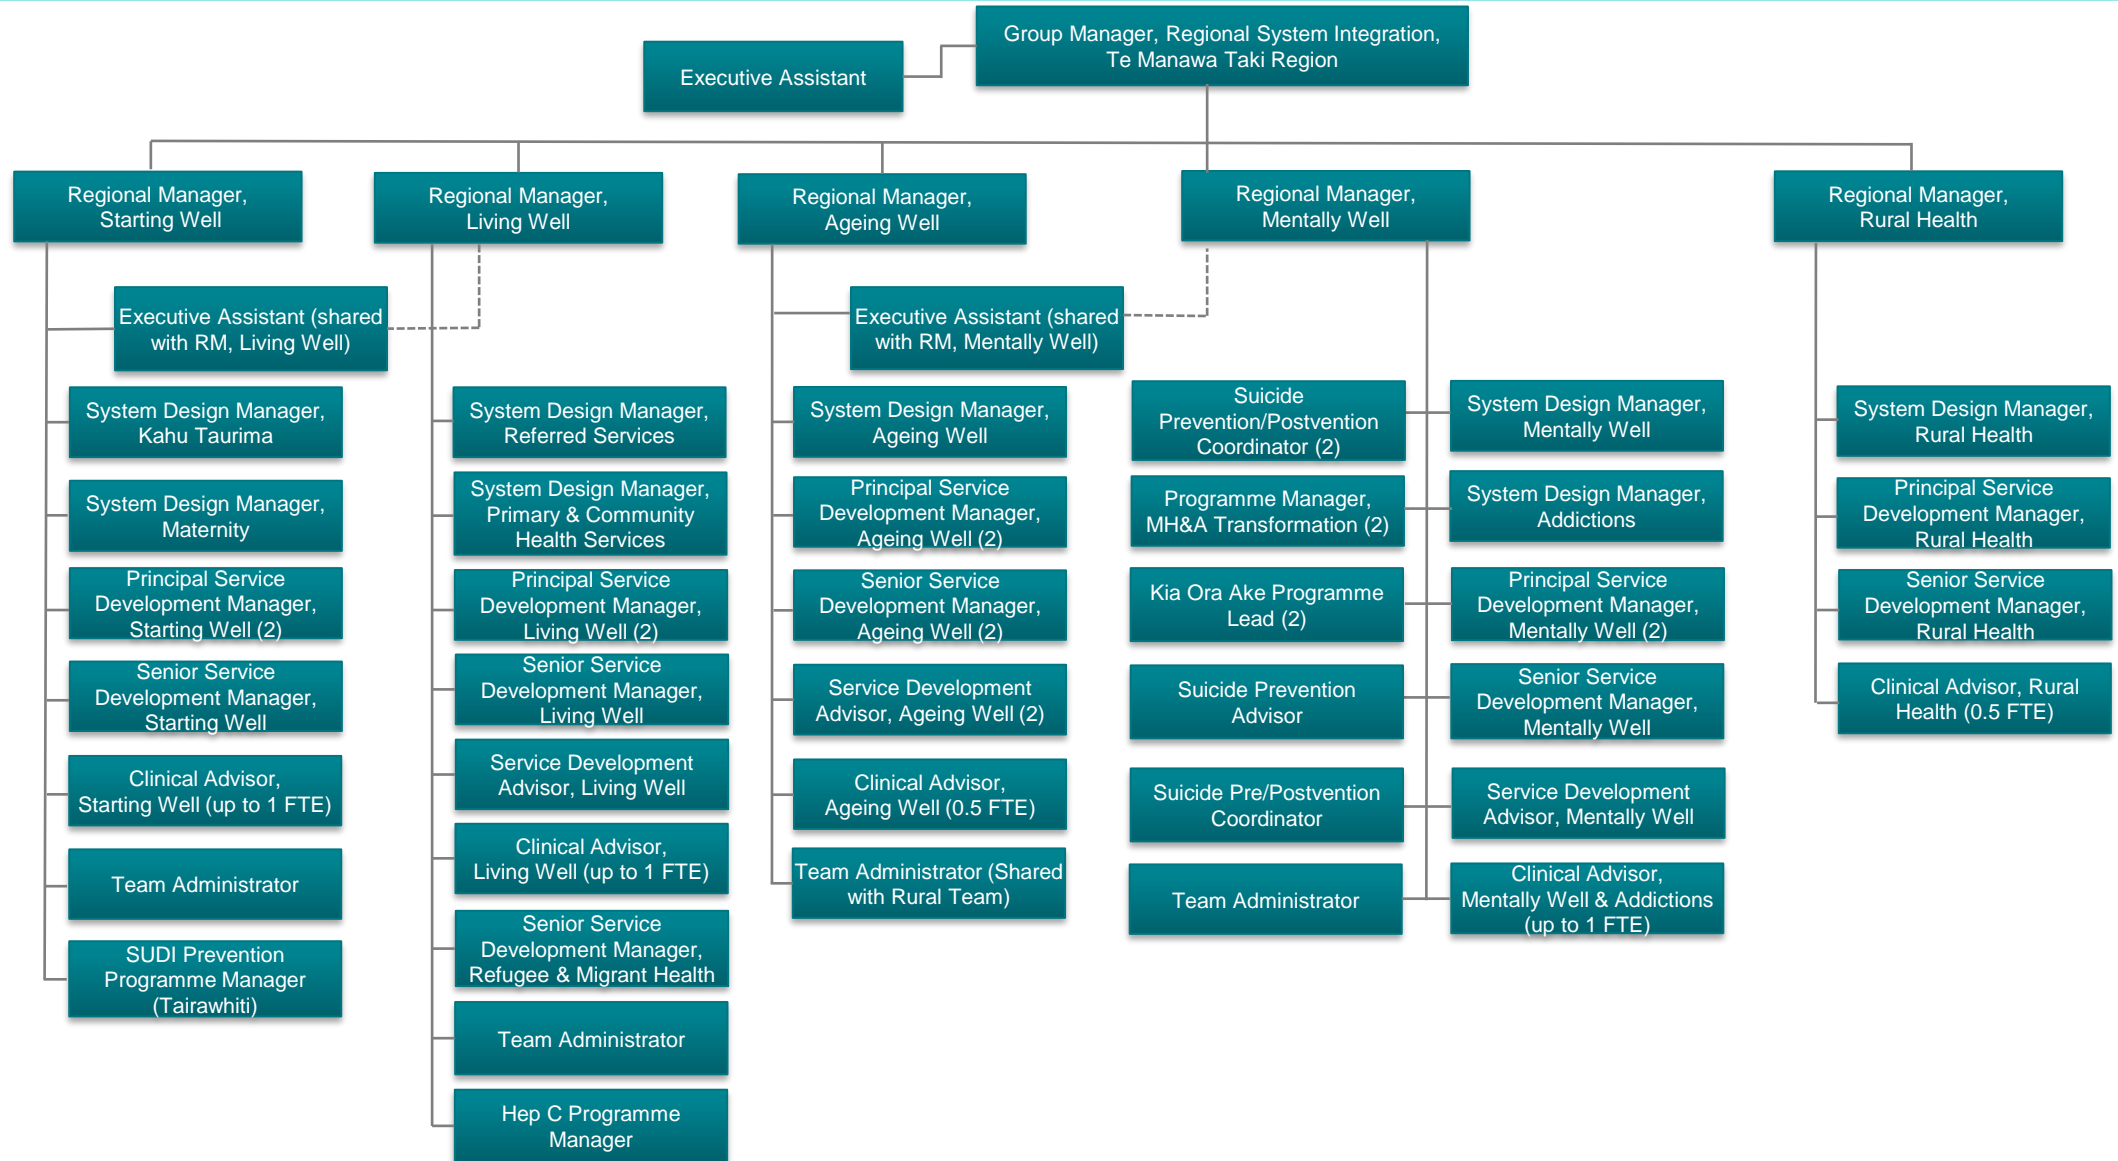 Group Manager, Regional System Integration,
Te Manawa Taki Region
Executive Assistant
Regional Manager,
Starting Well
Regional Manager,
Living Well
Regional Manager,
Ageing Well
Regional Manager,
Mentally Well
Regional Manager,
Rural Health
Executive Assistant (shared
with RM, Living Well)
System Design Manager,
Kahu Taurima
System Design Manager,
Maternity
Principal Service
Development Manager,
Starting Well (2)
Senior Service
Development Manager,
Starting Well
Clinical Advisor,
Starting Well (up to 1 FTE)
Team Administrator
SUDI Prevention
Programme Manager
(Tairawhiti)
System Design Manager,
Referred Services
System Design Manager,
Primary & Community
Health Services
Principal Service
Development Manager,
Living Well (2)
Senior Service
Development Manager,
Living Well
Service Development
Advisor, Living Well
Clinical Advisor,
Living Well (up to 1 FTE)
Senior Service
Development Manager,
Refugee & Migrant Health
Team Administrator
Hep C Programme
Manager
Executive Assistant (shared
with RM, Mentally Well)
System Design Manager,
Ageing Well
Principal Service
Development Manager,
Ageing Well (2)
Senior Service
Development Manager,
Ageing Well (2)
Service Development
Advisor, Ageing Well (2)
Clinical Advisor,
Ageing Well (0.5 FTE)
Team Administrator (Shared
with Rural Team)
Suicide
Prevention/Postvention
Coordinator (2)
Programme Manager,
MH&A Transformation (2)
Kia Ora Ake Programme
Lead (2)
Suicide Prevention
Advisor
Suicide Pre/Postvention
Coordinator
Team Administrator
System Design Manager,
Mentally Well
System Design Manager,
Addictions
Principal Service
Development Manager,
Mentally Well (2)
Senior Service
Development Manager,
Mentally Well
Service Development
Advisor, Mentally Well
Clinical Advisor,
Mentally Well & Addictions
(up to 1 FTE)
System Design Manager,
Rural Health
Principal Service
Development Manager,
Rural Health
Senior Service
Development Manager,
Rural Health
Clinical Advisor, Rural
Health (0.5 FTE)